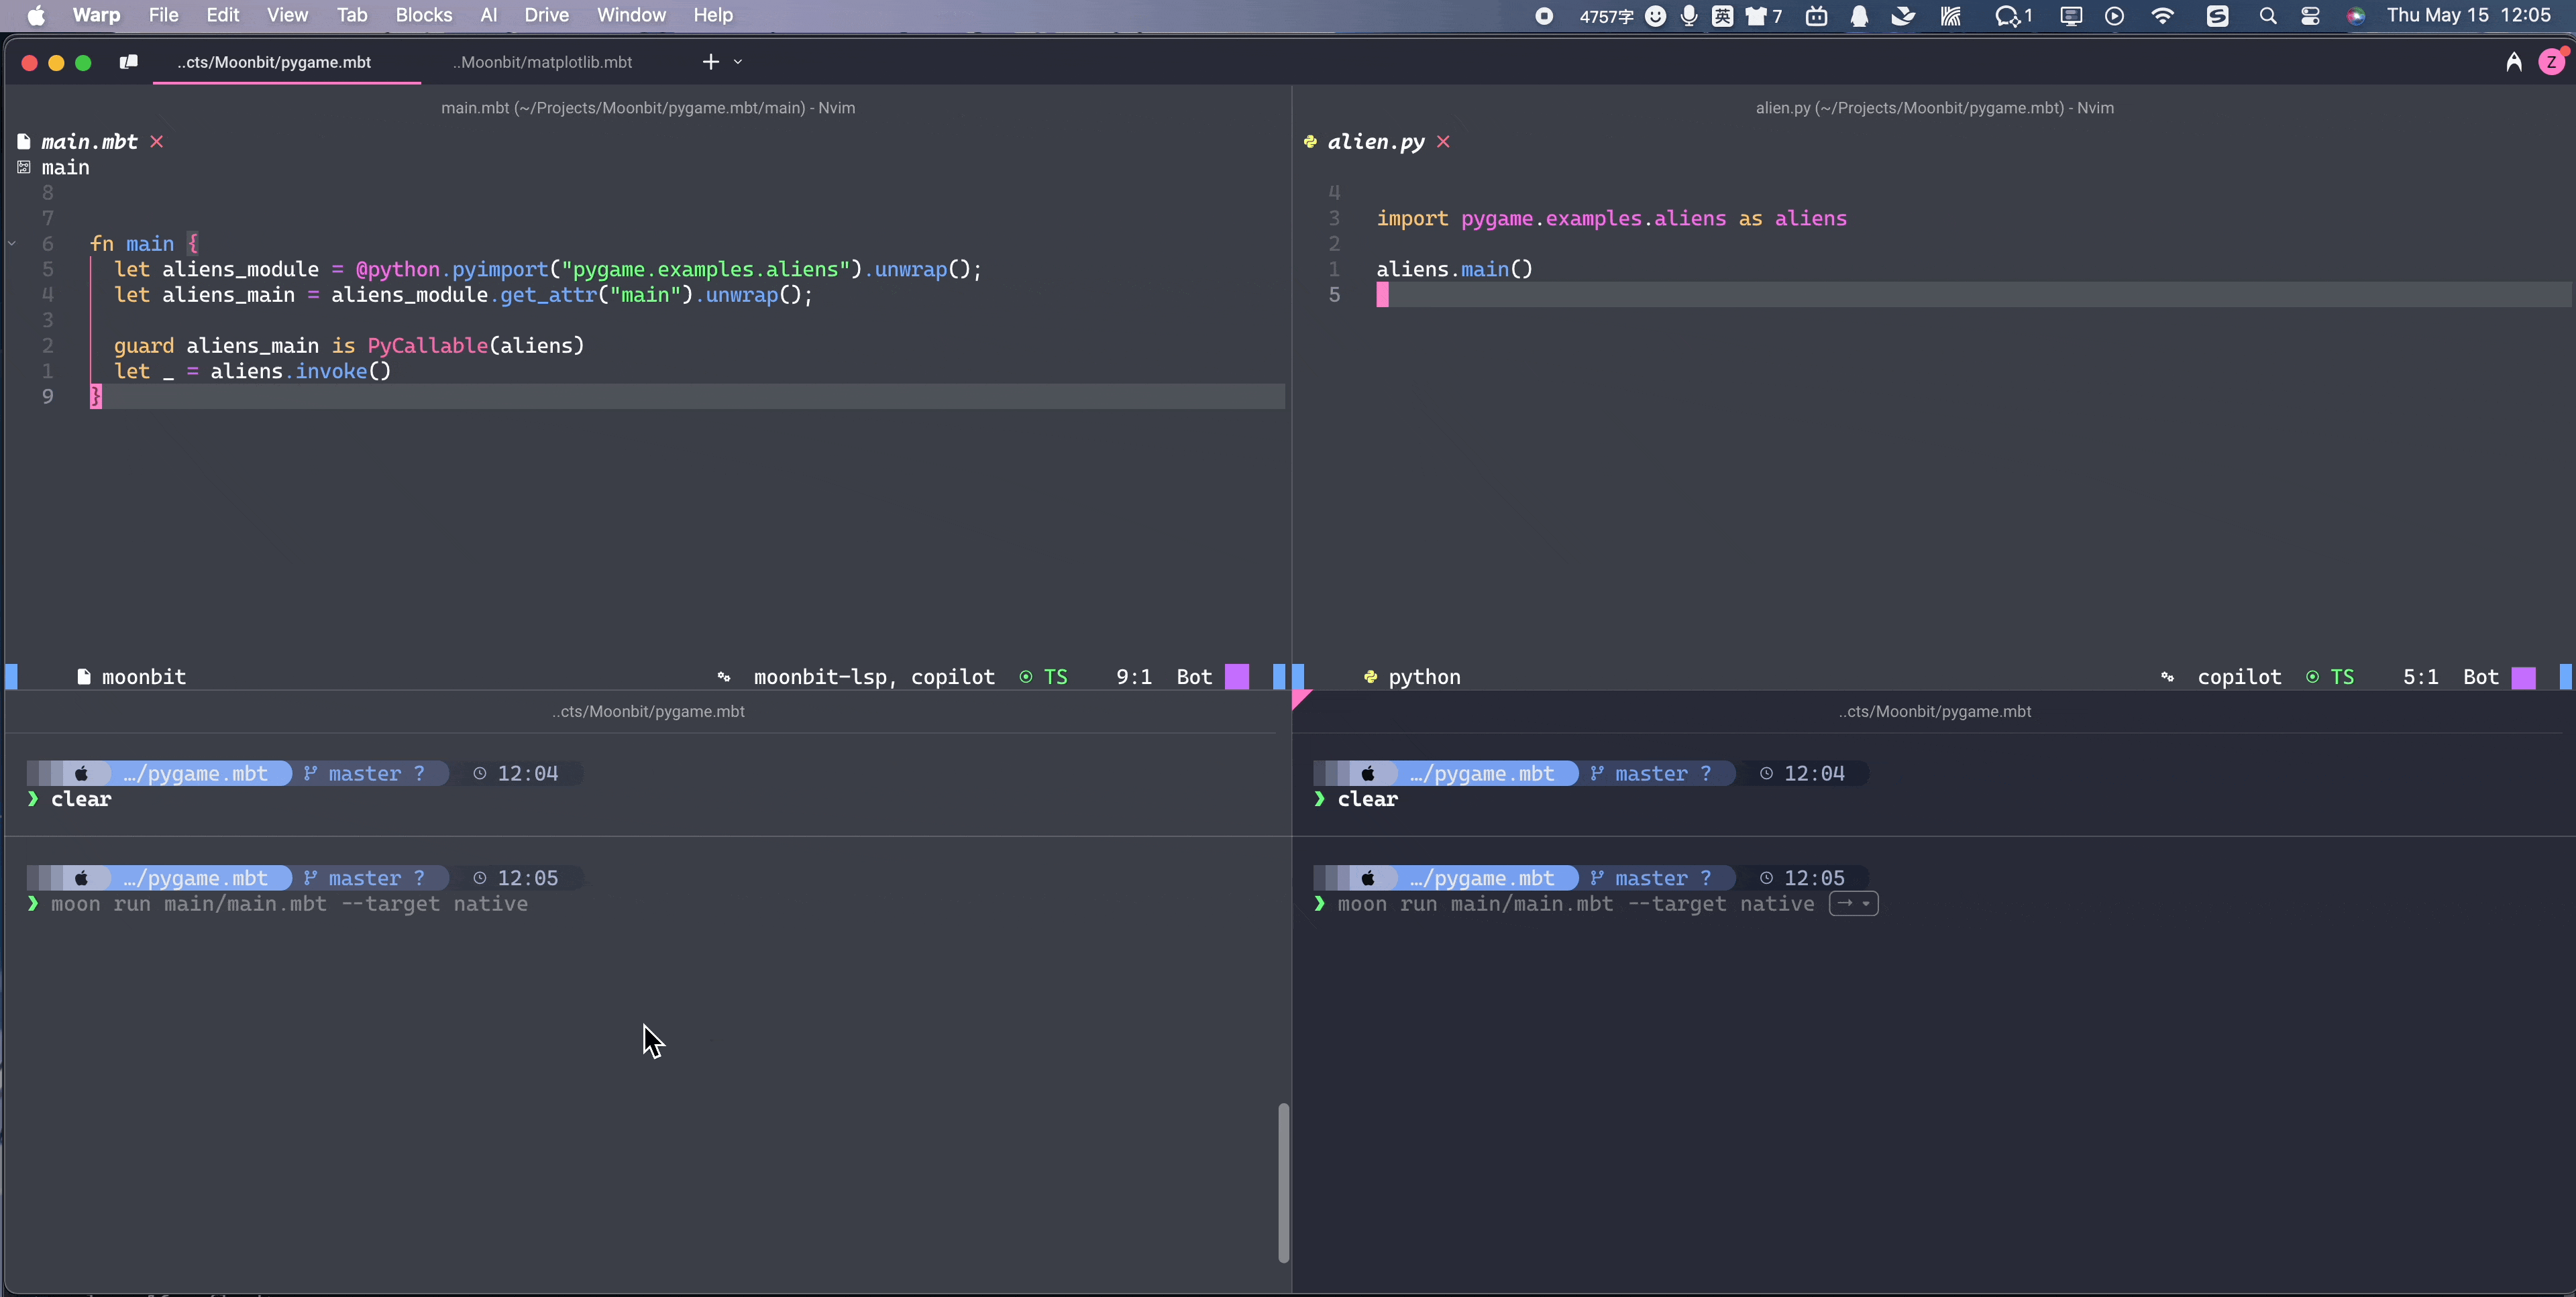 Warp File Edit View Tab Blocks AI Drive Window Help 4757字 英 7 1 Thu May 15 12:05
..cts/Moonbit/pygame.mbt ..Moonbit/matplotlib.mbt Z
main.mbt (~/Projects/Moonbit/pygame.mbt/main) - Nvim
main.mbt
main
8
7
6 fn main {
5 let aliens_module = @python.pyimport("pygame.examples.aliens").unwrap();
4 let aliens_main = aliens_module.get_attr("main").unwrap();
3
2 guard aliens_main is PyCallable(aliens)
1 let _ = aliens.invoke()
9 }
moonbit moonbit-lsp, copilot TS 9:1 Bot
alien.py (~/Projects/Moonbit/pygame.mbt) - Nvim
alien.py
4
3 import pygame.examples.aliens as aliens
2
1 aliens.main()
5
python copilot TS 5:1 Bot
..cts/Moonbit/pygame.mbt
…/pygame.mbt master ? 12:04
❯ clear
…/pygame.mbt master ? 12:05
❯ moon run main/main.mbt --target native
..cts/Moonbit/pygame.mbt
…/pygame.mbt master ? 12:04
❯ clear
…/pygame.mbt master ? 12:05
❯ moon run main/main.mbt --target native